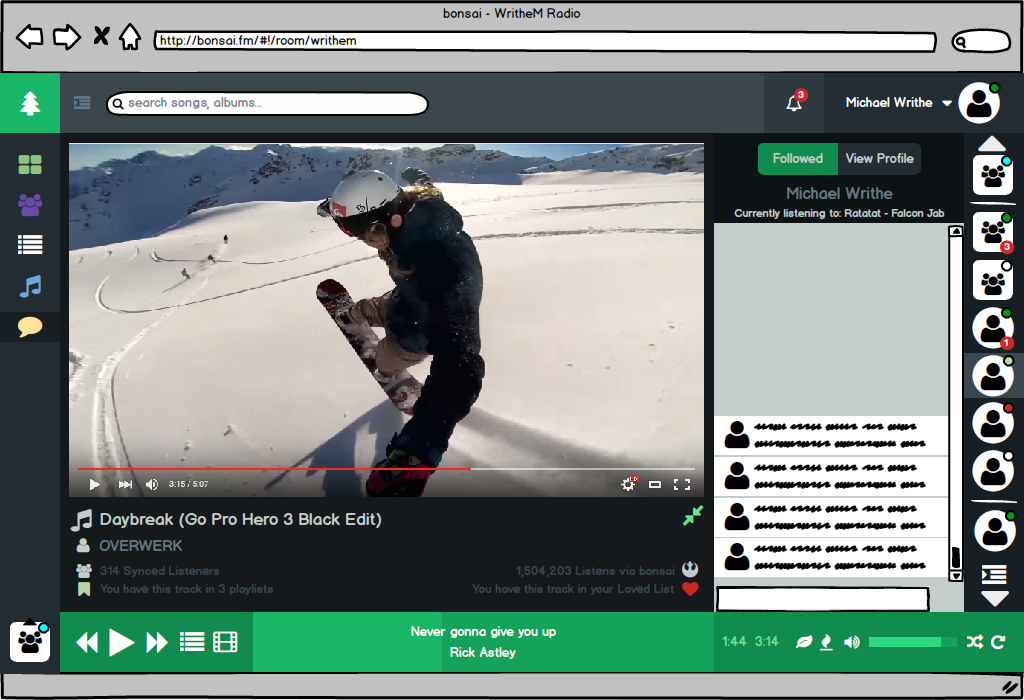 bonsai - WritheM Radio
http://bonsai.fm/#!/room/writhem
search songs, albums...
3
Michael Writhe
Followed
View Profile
Michael Writhe
Currently listening to: Ratatat - Falcon Jab
3
1
3:15 / 5:07
HD
Daybreak (Go Pro Hero 3 Black Edit)
OVERWERK
314 Synced Listeners
1,504,203 Listens via bonsai
You have this track in 3 playlists
You have this track in your Loved List
Never gonna give you up
Rick Astley
1:44 3:14